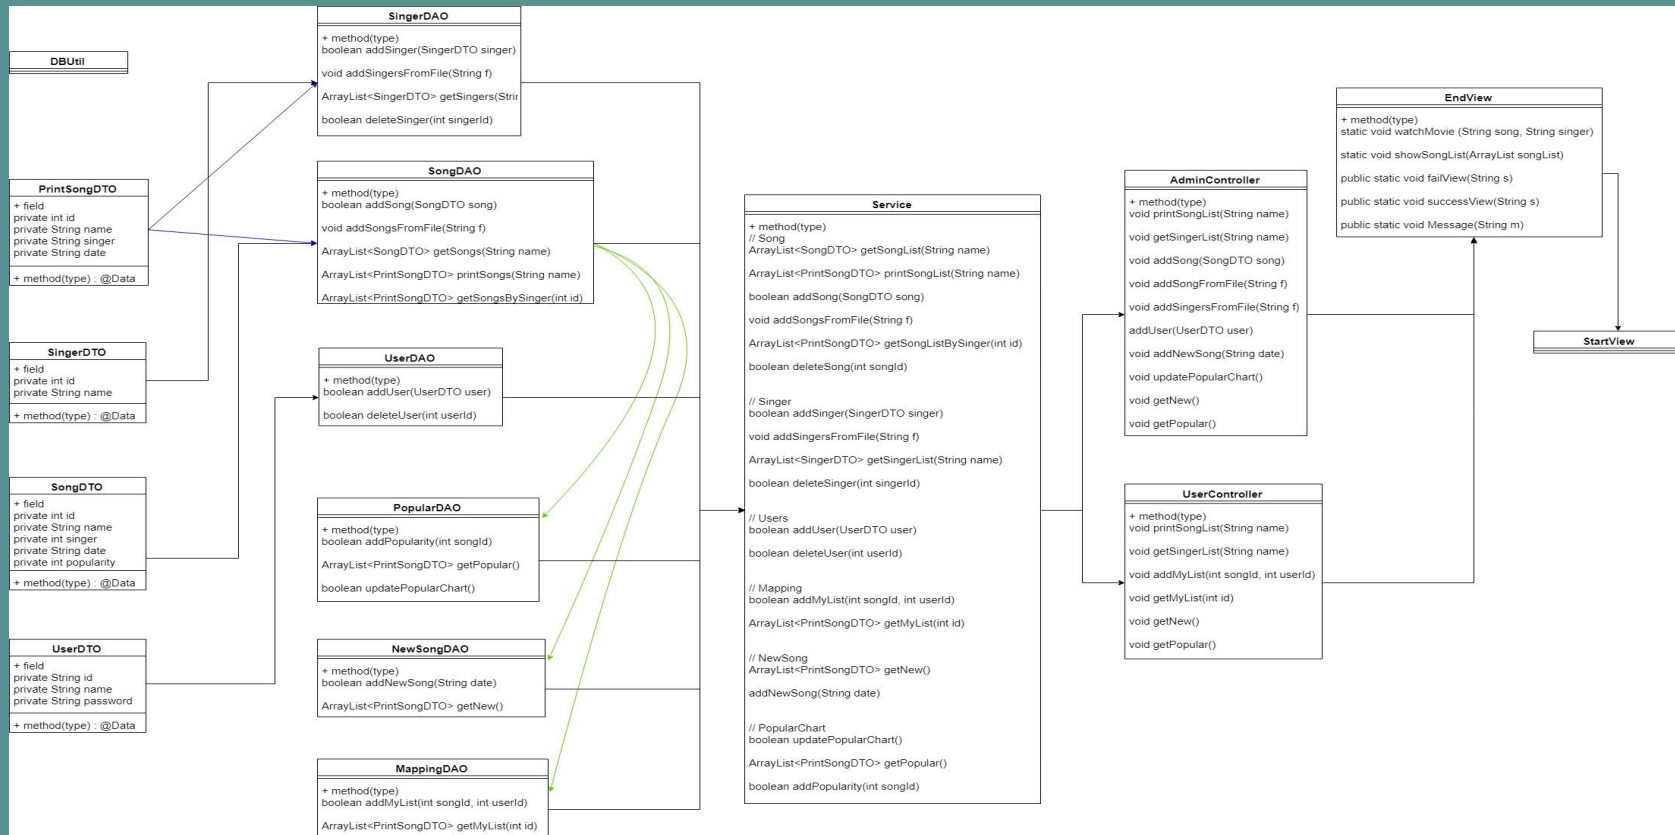 DBUtil
PrintSongDTO
+ field
private int id
private String name
private String singer
private String date
+ method(type) : @Data
SingerDTO
+ field
private int id
private String name
+ method(type) : @Data
SongDTO
+ field
private int id
private String name
private int singer
private String date
private int popularity
+ method(type) : @Data
UserDTO
+ field
private String id
private String name
private String password
+ method(type) : @Data
SingerDAO
+ method(type)
boolean addSinger(SingerDTO singer)
void addSingersFromFile(String f)
ArrayList<SingerDTO> getSingers(Strin
boolean deleteSinger(int singerId)
SongDAO
+ method(type)
boolean addSong(SongDTO song)
void addSongsFromFile(String f)
ArrayList<SongDTO> getSongs(String name)
ArrayList<PrintSongDTO> printSongs(String name)
ArrayList<PrintSongDTO> getSongsBySinger(int id)
UserDAO
+ method(type)
boolean addUser(UserDTO user)
boolean deleteUser(int userId)
PopularDAO
+ method(type)
boolean addPopularity(int songId)
ArrayList<PrintSongDTO> getPopular()
boolean updatePopularChart()
NewSongDAO
+ method(type)
boolean addNewSong(String date)
ArrayList<PrintSongDTO> getNew()
MappingDAO
+ method(type)
boolean addMyList(int songId, int userId)
ArrayList<PrintSongDTO> getMyList(int id)
Service
+ method(type)
// Song
ArrayList<SongDTO> getSongList(String name)
ArrayList<PrintSongDTO> printSongList(String name)
boolean addSong(SongDTO song)
void addSongsFromFile(String f)
ArrayList<PrintSongDTO> getSongListBySinger(int id)
boolean deleteSong(int songId)
// Singer
boolean addSinger(SingerDTO singer)
void addSingersFromFile(String f)
ArrayList<SingerDTO> getSingerList(String name)
boolean deleteSinger(int singerId)
// Users
boolean addUser(UserDTO user)
boolean deleteUser(int userId)
// Mapping
boolean addMyList(int songId, int userId)
ArrayList<PrintSongDTO> getMyList(int id)
// NewSong
ArrayList<PrintSongDTO> getNew()
addNewSong(String date)
// PopularChart
boolean updatePopularChart()
ArrayList<PrintSongDTO> getPopular()
boolean addPopularity(int songId)
AdminController
+ method(type)
void printSongList(String name)
void getSingerList(String name)
void addSong(SongDTO song)
void addSongFromFile(String f)
void addSingersFromFile(String f)
addUser(UserDTO user)
void addNewSong(String date)
void updatePopularChart()
void getNew()
void getPopular()
UserController
+ method(type)
void printSongList(String name)
void getSingerList(String name)
void addMyList(int songId, int userId)
void getMyList(int id)
void getNew()
void getPopular()
EndView
+ method(type)
static void watchMovie (String song, String singer)
static void showSongList(ArrayList songList)
public static void failView(String s)
public static void successView(String s)
public static void Message(String m)
StartView